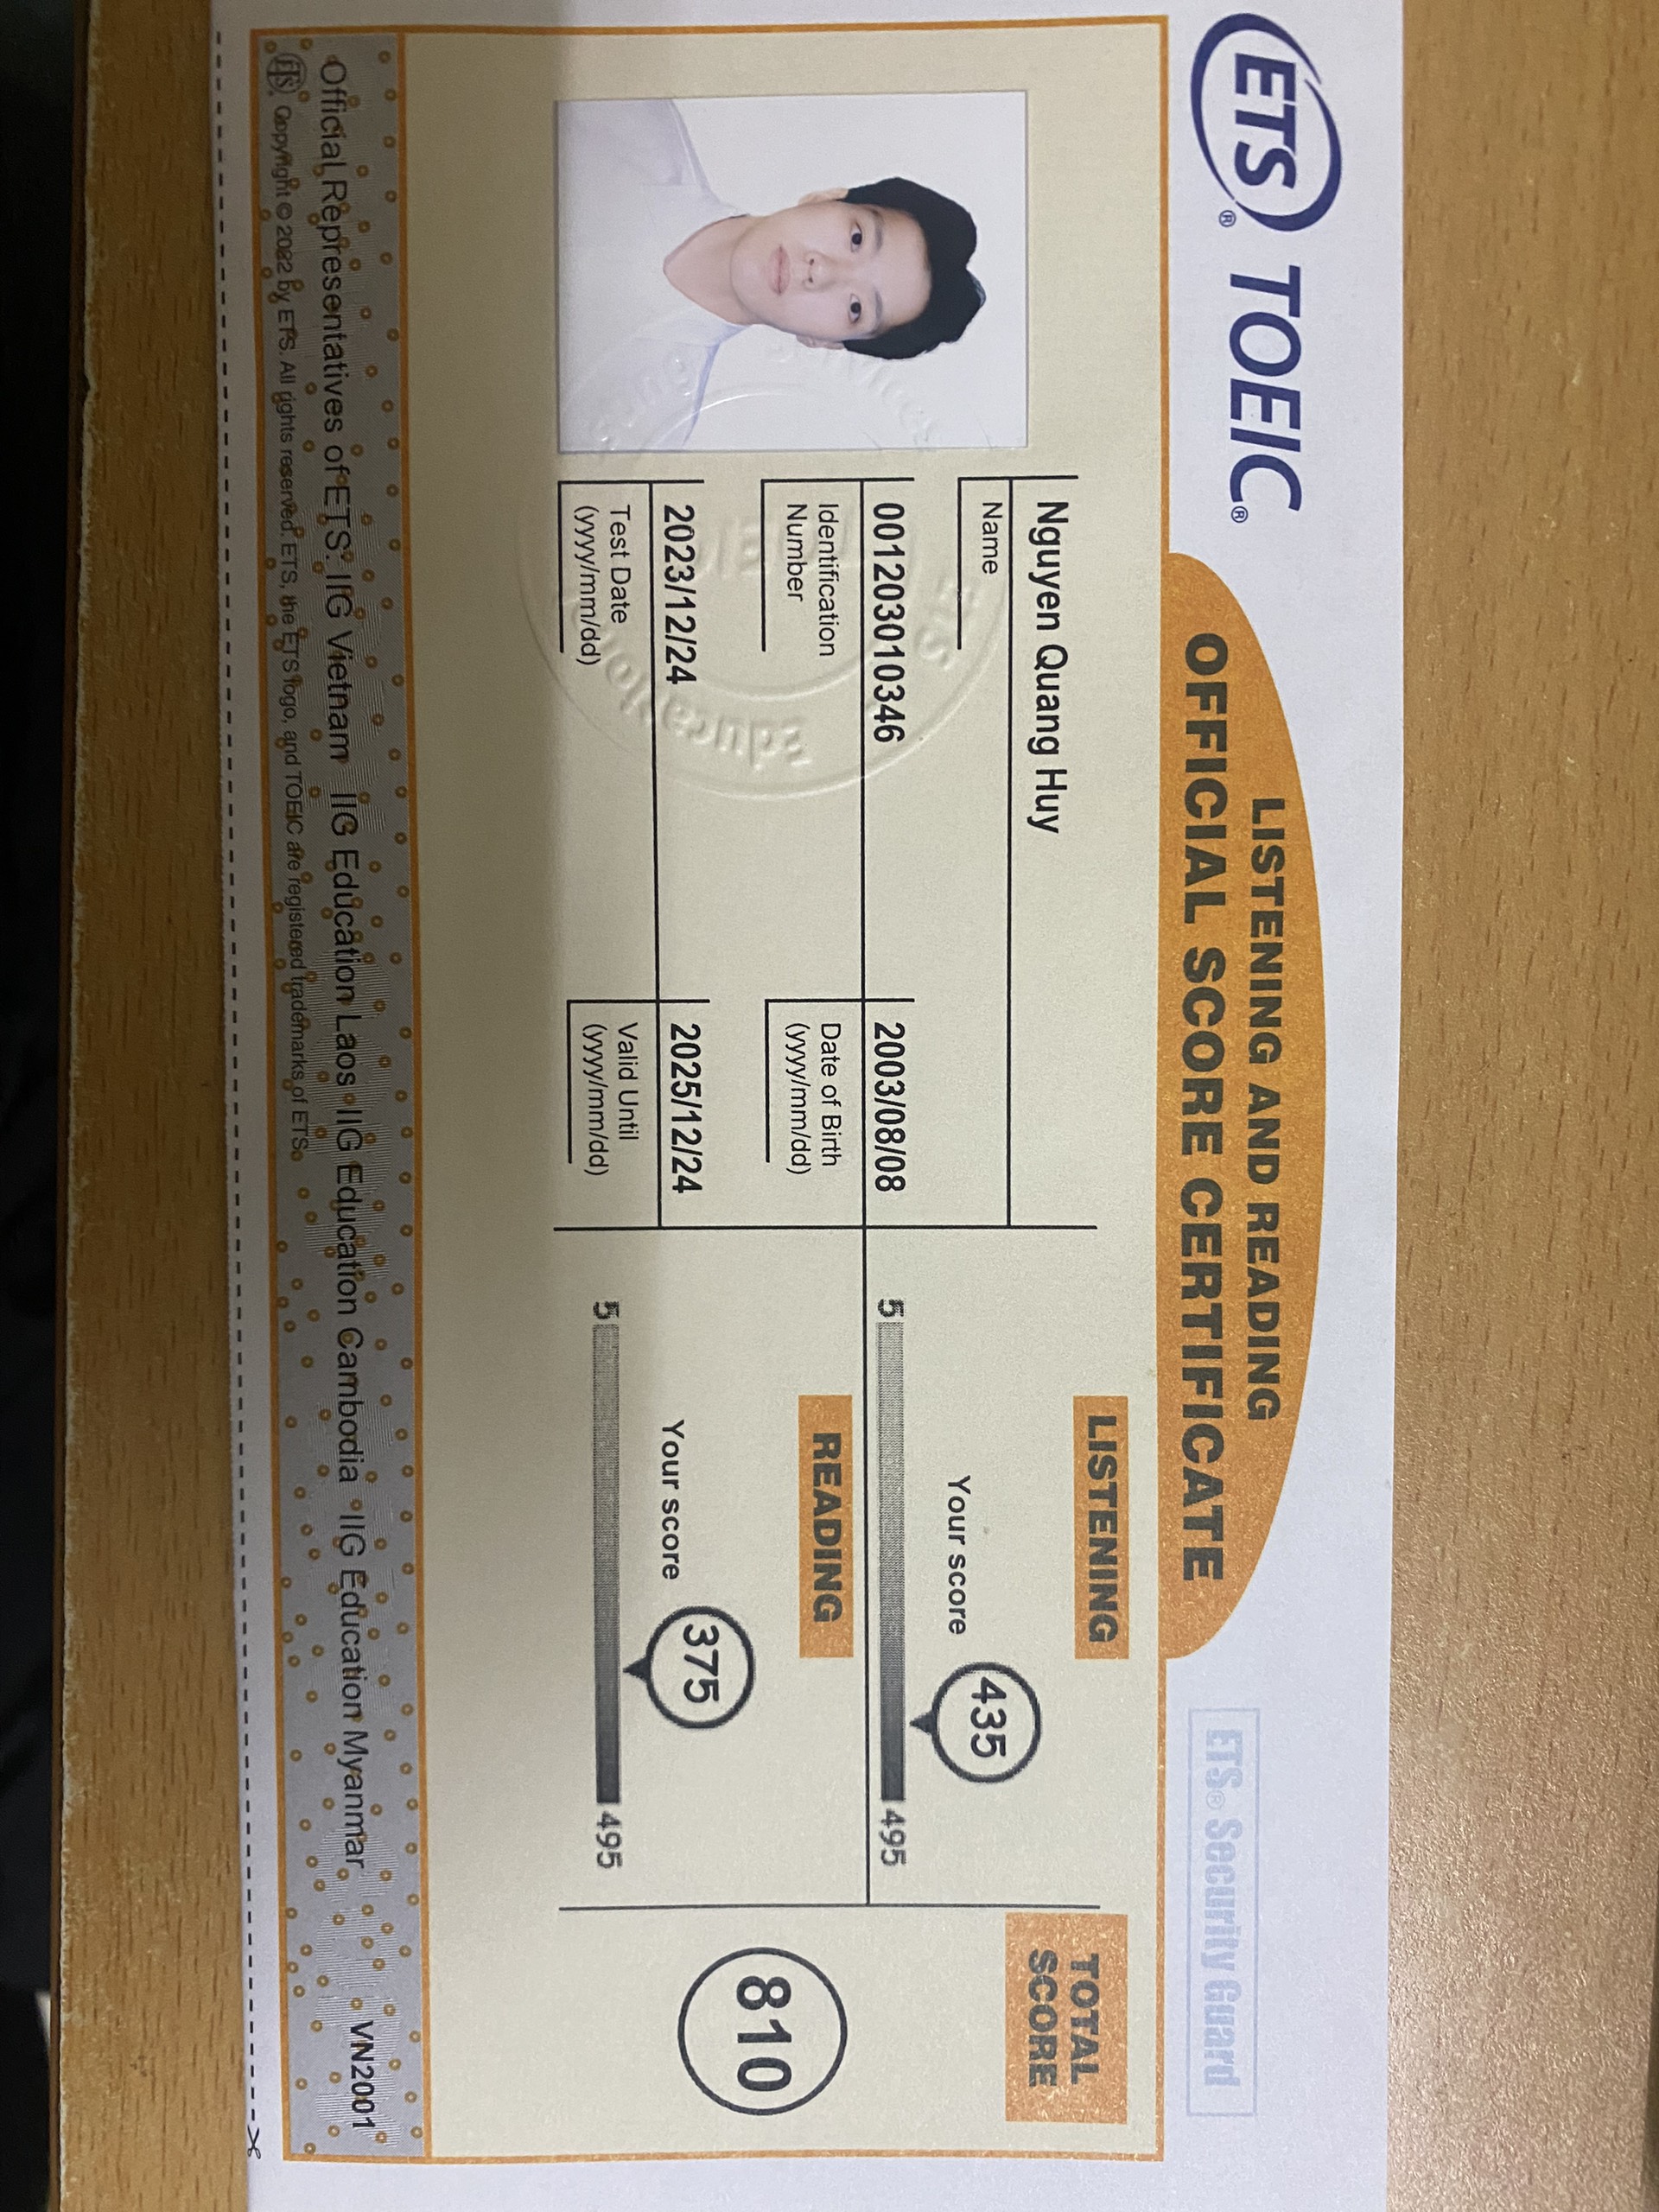 ETS® TOEIC®
LISTENING AND READING
OFFICIAL SCORE CERTIFICATE
ETS® Security Guard
Nguyen Quang Huy
Name
001203010346
Identification
Number
2003/08/08
Date of Birth
(yyyy/mm/dd)
2023/12/24
Test Date
(yyyy/mm/dd)
2025/12/24
Valid Until
(yyyy/mm/dd)
LISTENING
Your score 435
5 495
READING
Your score 375
5 495
TOTAL
SCORE
810
Official Representatives of ETS: IIG Vietnam IIG Education Laos IIG Education Cambodia IIG Education Myanmar
VN2001
ETS® Copyright © 2022 by ETS. All rights reserved. ETS, the ETS logo, and TOEIC are registered trademarks of ETS.
ETS
Education